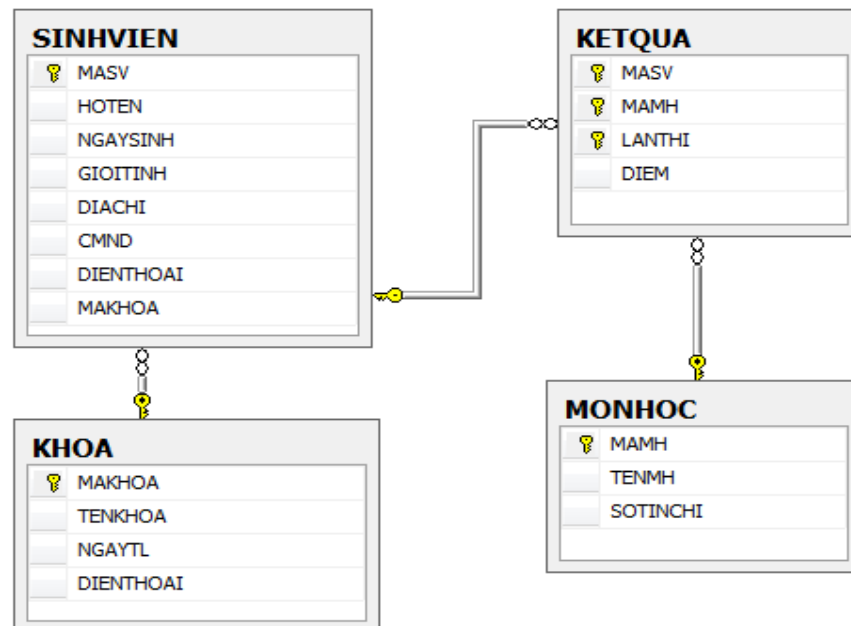 SINHVIEN
MASV
HOTEN
NGAYSINH
GIOITINH
DIACHI
CMND
DIENTHOAI
MAKHOA
KETQUA
MASV
MAMH
LANTHI
DIEM
KHOA
MAKHOA
TENKHOA
NGAYTL
DIENTHOAI
MONHOC
MAMH
TENMH
SOTINCHI